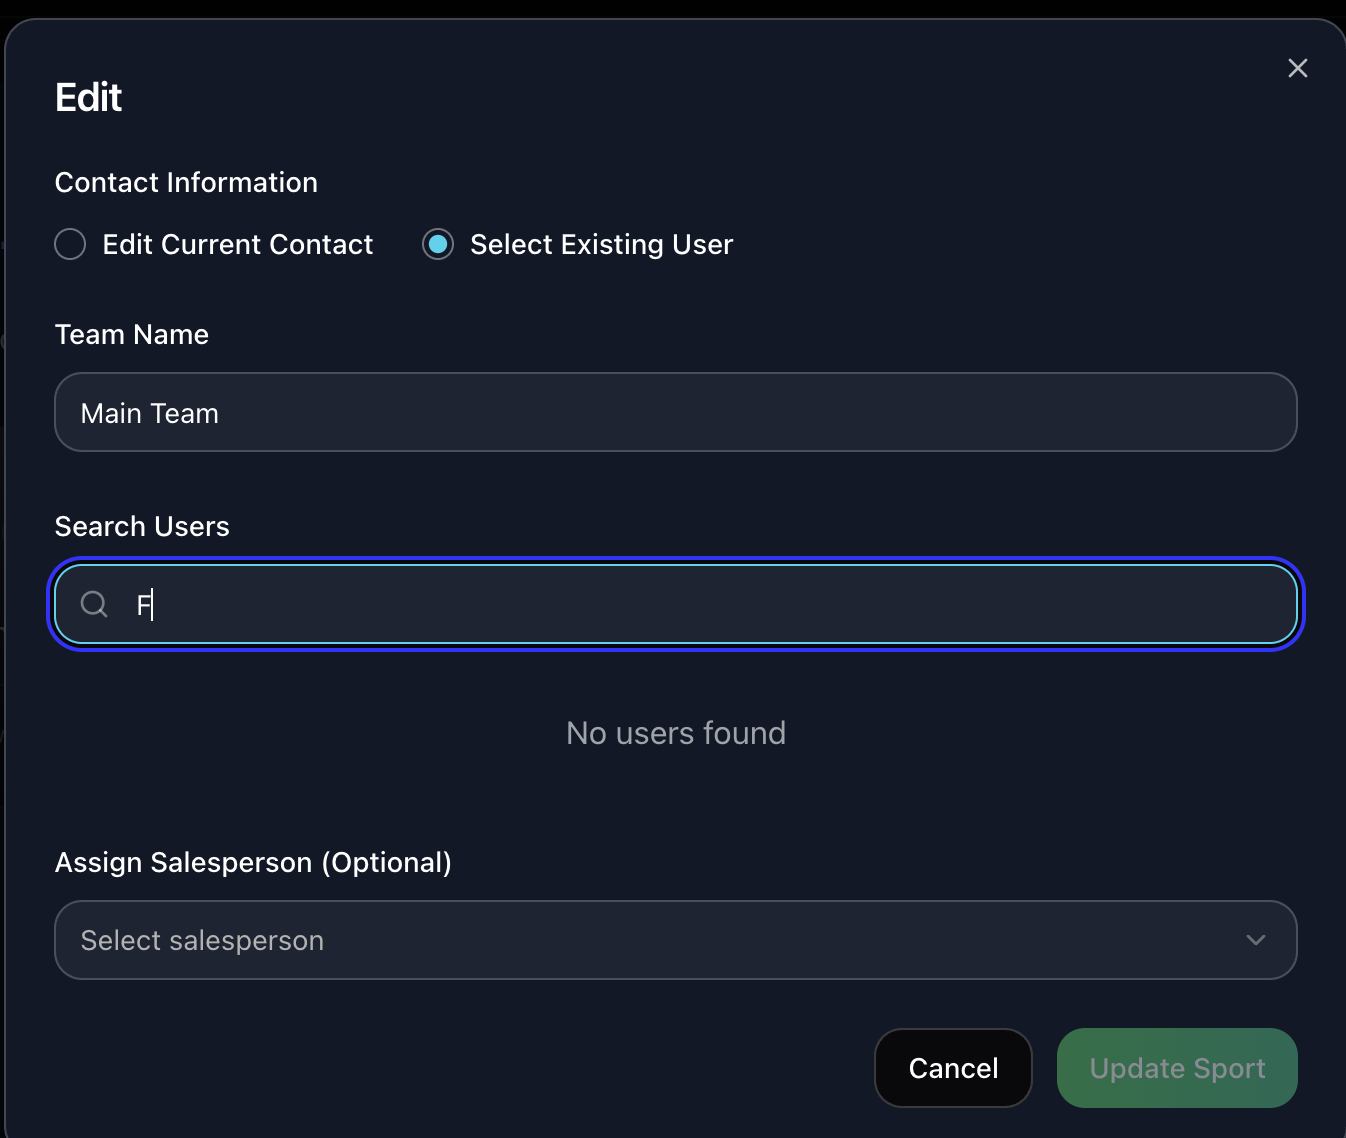 Edit
Contact Information
Edit Current Contact
Select Existing User
Team Name
Main Team
Search Users
F
No users found
Assign Salesperson (Optional)
Select salesperson
Cancel
Update Sport